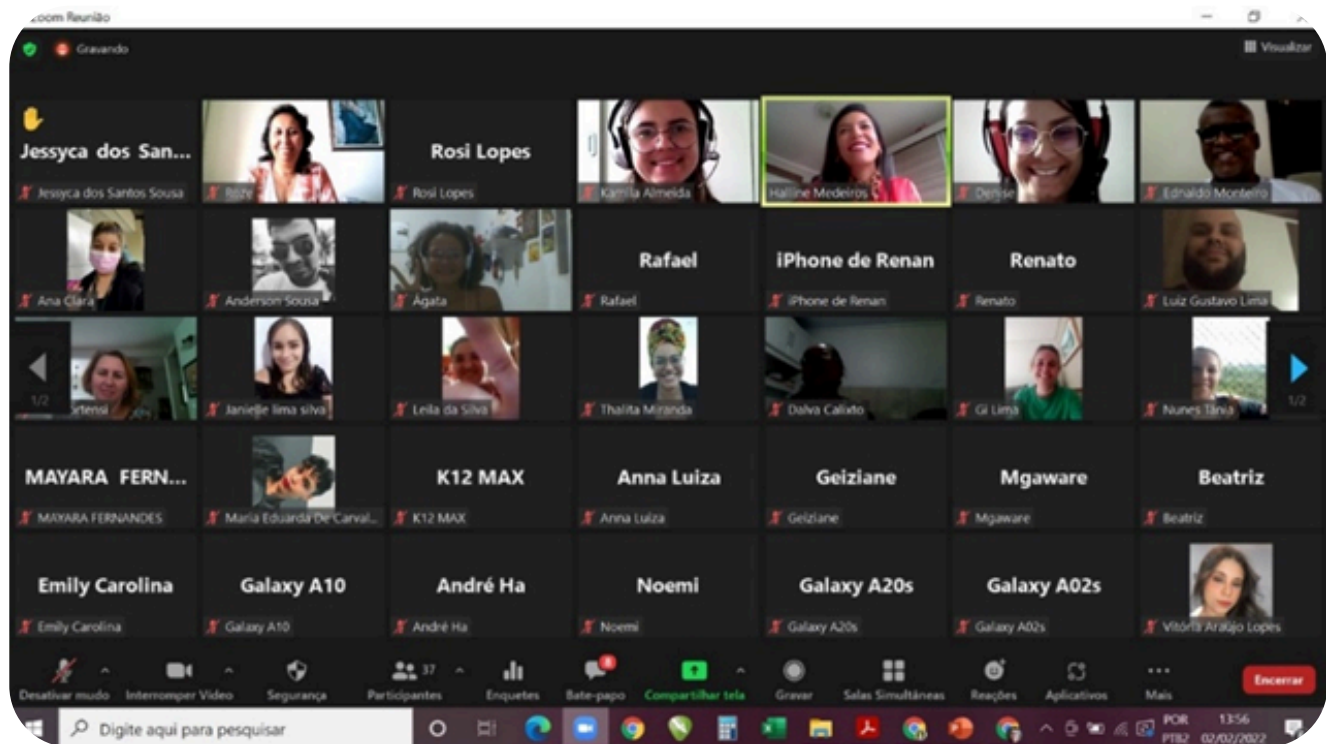 Zoom Reunião
Gravando
Visualizar
Jessyca dos San...
Jessyca dos Santos Sousa
Roze
Rosi Lopes
Rosi Lopes
Kamila Almeida
Halline Medeiros
Denise
Ednaldo Monteiro
Ana Clara
Anderson Sousa
Ágata
Rafael
Rafael
iPhone de Renan
iPhone de Renan
Renato
Renato
Luiz Gustavo Lima
1/2
Janielle lima silva
Leila da Silva
Thalita Miranda
Dalva Calixto
Gi Lima
Nunes Tânia
1/2
MAYARA FERN...
MAYARA FERNANDES
Maria Eduarda De Carval...
K12 MAX
K12 MAX
Anna Luiza
Anna Luiza
Geiziane
Geiziane
Mgaware
Mgaware
Beatriz
Beatriz
Emily Carolina
Emily Carolina
Galaxy A10
Galaxy A10
André Ha
André Ha
Noemi
Noemi
Galaxy A20s
Galaxy A20s
Galaxy A02s
Galaxy A02s
Vitória Araújo Lopes
Desativar mudo
Interromper Vídeo
Segurança
37
Participantes
Enquetes
8
Bate-papo
Compartilhar tela
Gravar
Salas Simultâneas
Reações
Aplicativos
Mais
Encerrar
Digite aqui para pesquisar
POR
PTB2
13:56
02/02/2022